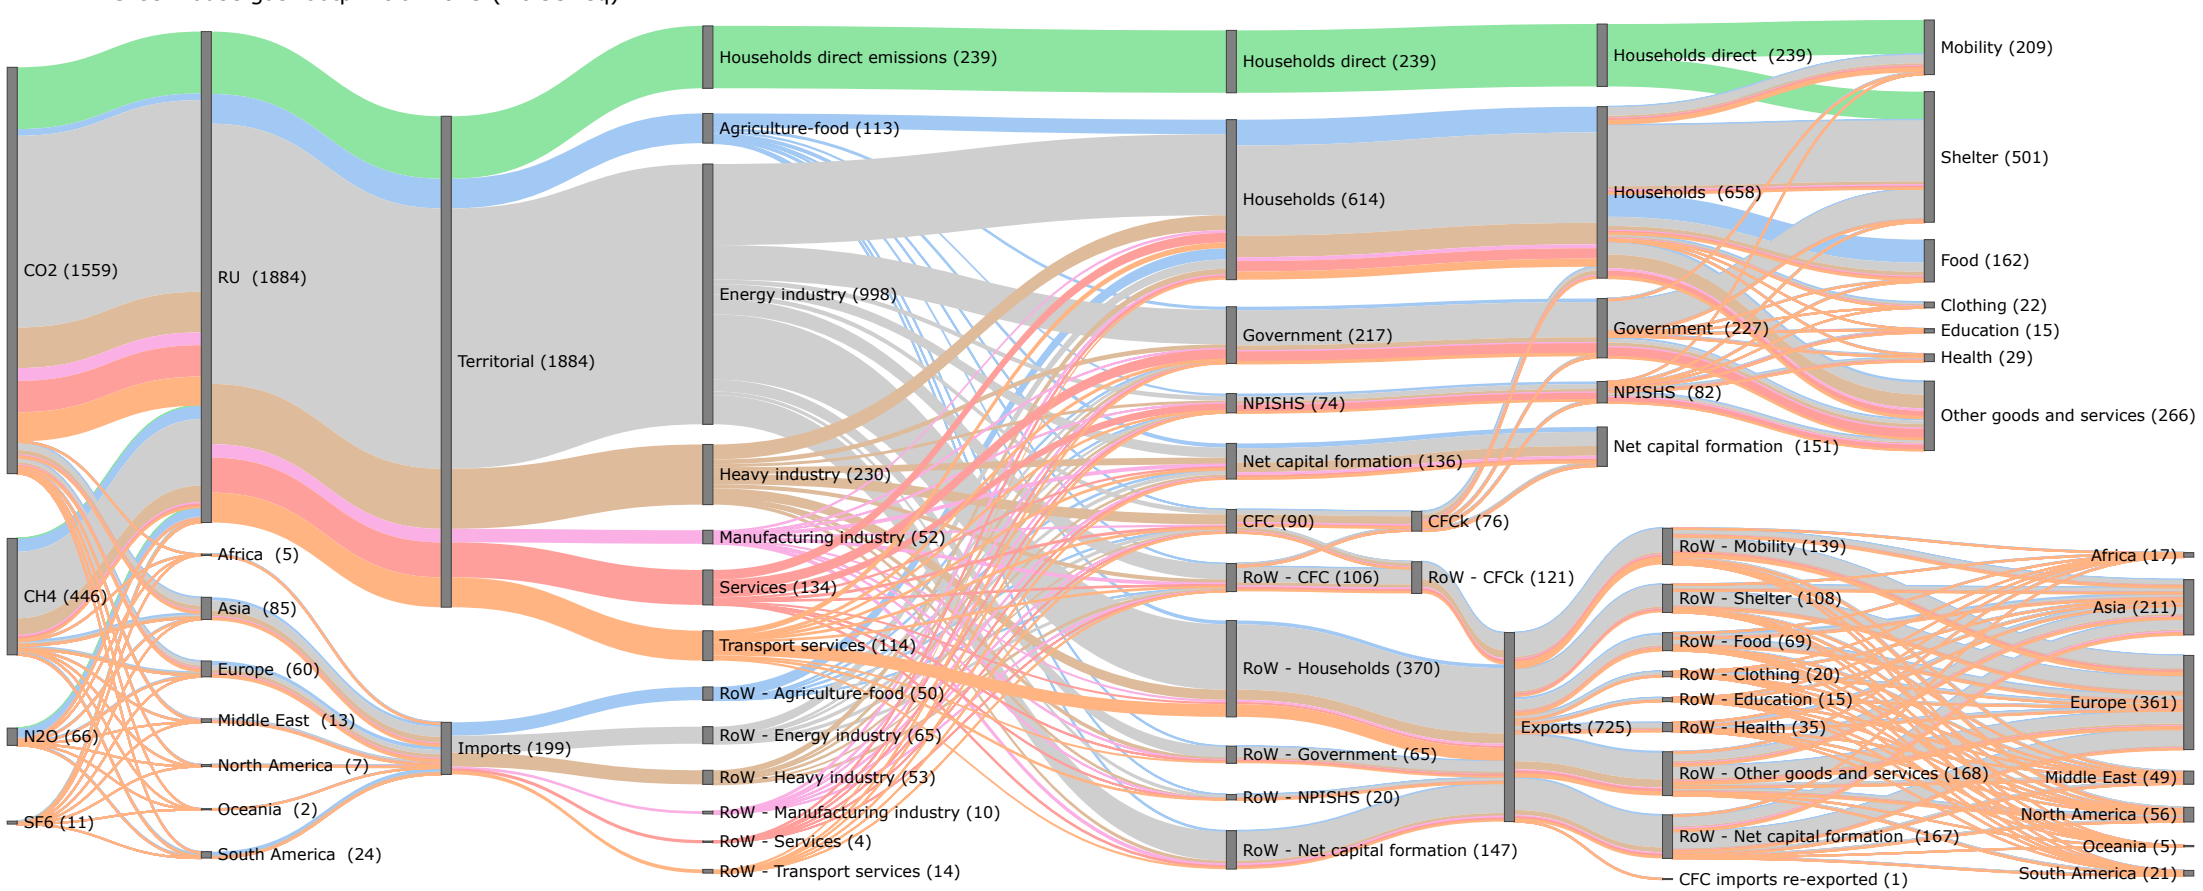 CO2 (1559)
CH4 (446)
N2O (66)
SF6 (11)
RU  (1884)
Africa  (5)
Asia  (85)
Europe  (60)
Middle East  (13)
North America  (7)
Oceania  (2)
South America  (24)
Territorial (1884)
Imports (199)
Households direct emissions (239)
Agriculture-food (113)
Energy industry (998)
Heavy industry (230)
Manufacturing industry (52)
Services (134)
Transport services (114)
RoW - Agriculture-food (50)
RoW - Energy industry (65)
RoW - Heavy industry (53)
RoW - Manufacturing industry (10)
RoW - Services (4)
RoW - Transport services (14)
Households direct (239)
Households (614)
Government (217)
NPISHS (74)
Net capital formation (136)
CFC (90)
RoW - CFC (106)
RoW - Households (370)
RoW - Government (65)
RoW - NPISHS (20)
RoW - Net capital formation (147)
CFCk (76)
RoW - CFCk (121)
Exports (725)
Households direct  (239)
Households  (658)
Government  (227)
NPISHS  (82)
Net capital formation  (151)
RoW - Mobility (139)
RoW - Shelter (108)
RoW - Food (69)
RoW - Clothing (20)
RoW - Education (15)
RoW - Health (35)
RoW - Other goods and services (168)
RoW - Net capital formation  (167)
CFC imports re-exported (1)
Mobility (209)
Shelter (501)
Food (162)
Clothing (22)
Education (15)
Health (29)
Other goods and services (266)
Africa (17)
Asia (211)
Europe (361)
Middle East (49)
North America (56)
Oceania (5)
South America (21)